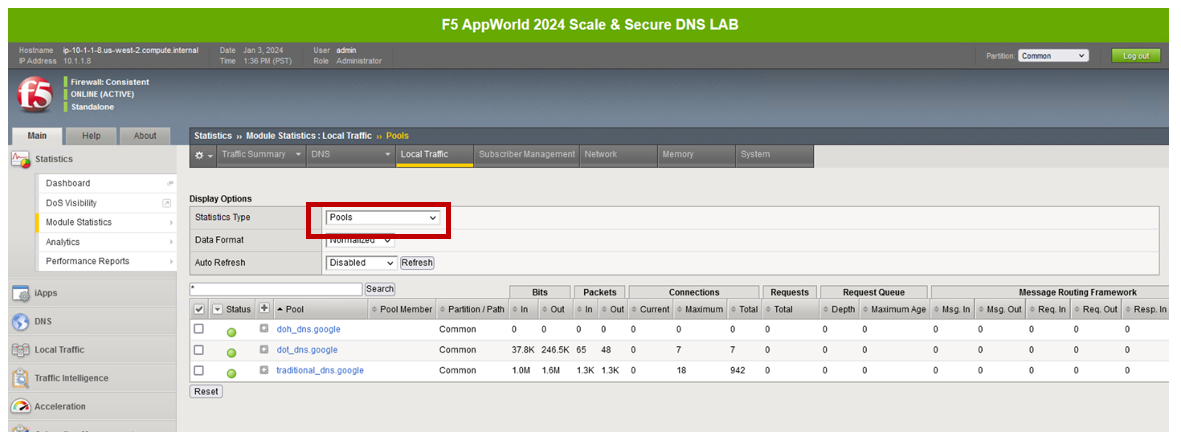 F5 AppWorld 2024 Scale & Secure DNS LAB
Hostname ip-10-1-1-8.us-west-2.compute.internal Date Jan 3, 2024 User admin
IP Address 10.1.1.8 Time 1:36 PM (PST) Role Administrator
Partition: Common Log out
f5
Firewall: Consistent
ONLINE (ACTIVE)
Standalone
Main Help About
Statistics ›› Module Statistics : Local Traffic ›› Pools
Traffic Summary DNS Local Traffic Subscriber Management Network Memory System
Statistics
Dashboard
DoS Visibility
Module Statistics
Analytics
Performance Reports
iApps
DNS
Local Traffic
Traffic Intelligence
Acceleration
Display Options
Statistics Type Pools
Data Format Normalized
Auto Refresh Disabled Refresh
* Search
Bits Packets Connections Requests Request Queue Message Routing Framework
Status Pool Pool Member Partition / Path In Out In Out Current Maximum Total Total Depth Maximum Age Msg. In Msg. Out Req. In Req. Out Resp. In
doh_dns.google Common 0 0 0 0 0 0 0 0 0 0 0 0 0 0 0
dot_dns.google Common 37.8K 246.5K 65 48 0 7 7 0 0 0 0 0 0 0 0
traditional_dns.google Common 1.0M 1.6M 1.3K 1.3K 0 18 942 0 0 0 0 0 0 0 0
Reset